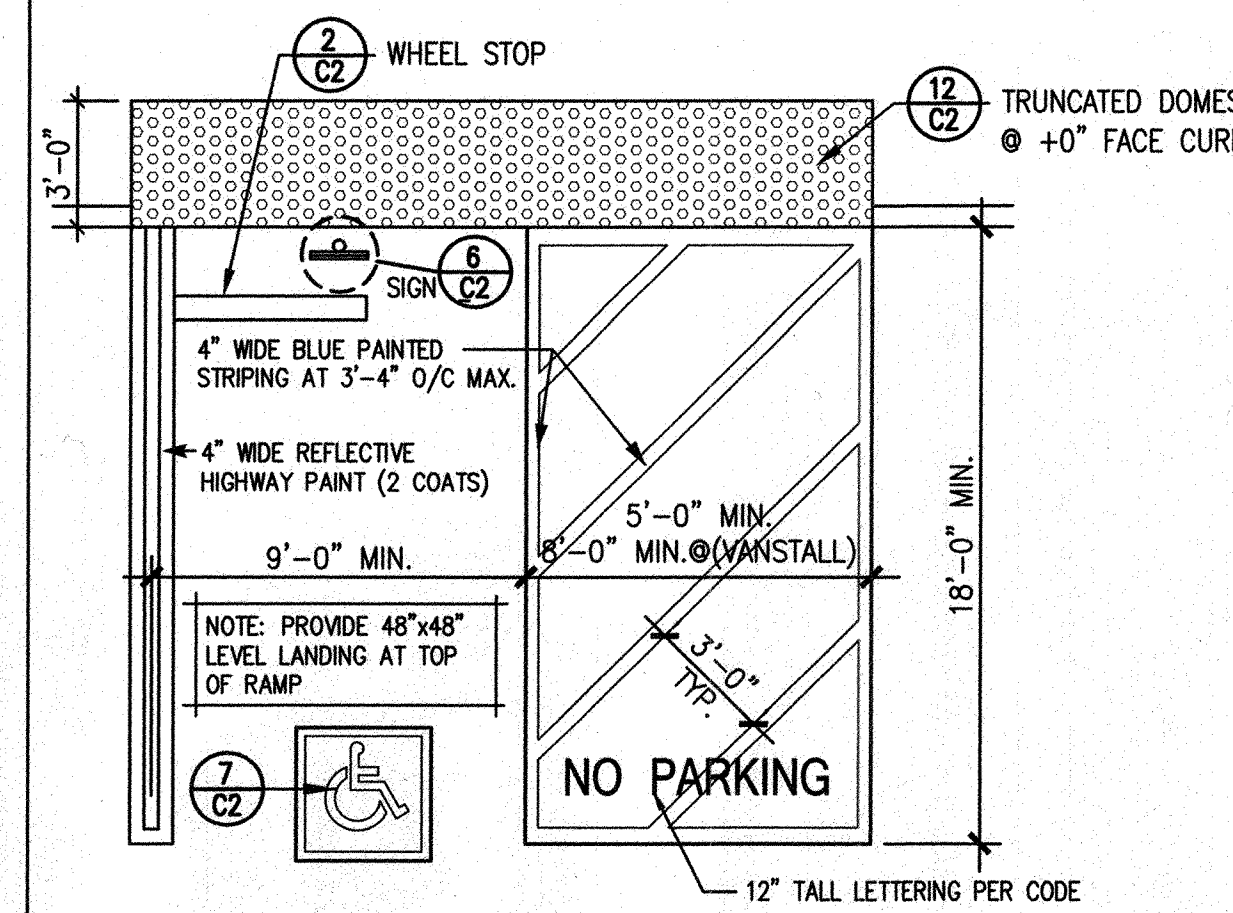 2
C2
WHEEL STOP
12
C2
TRUNCATED DOMES
@ +0" FACE CUR
3'-0"
6
C2
SIGN
4" WIDE BLUE PAINTED
STRIPING AT 3'-4" O/C MAX.
4" WIDE REFLECTIVE
HIGHWAY PAINT (2 COATS)
5'-0" MIN.
9'-0" MIN.
8'-0" MIN.@(VANSTALL)
18'-0" MIN.
NOTE: PROVIDE 48"x48"
LEVEL LANDING AT TOP
OF RAMP
3'-0"
TYP.
7
C2
NO PARKING
12" TALL LETTERING PER CODE